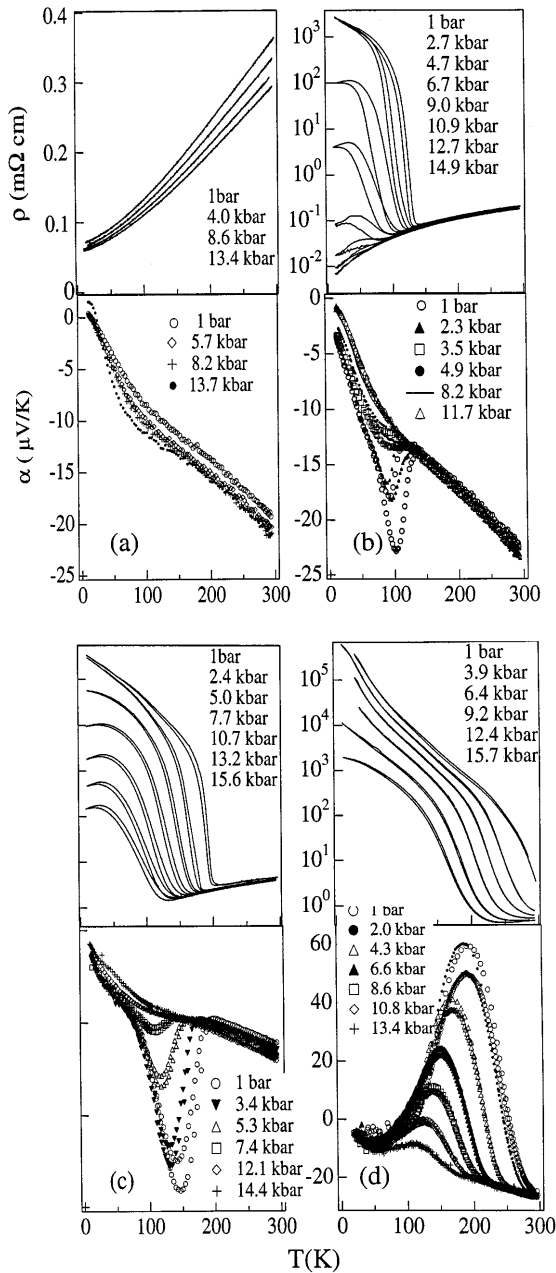 0.4
0.3
0.2
0.1
0
ρ (mΩ cm)
1bar
4.0 kbar
8.6 kbar
13.4 kbar
10³
10²
10¹
10⁰
10⁻¹
10⁻²
1 bar
2.7 kbar
4.7 kbar
6.7 kbar
9.0 kbar
10.9 kbar
12.7 kbar
14.9 kbar
0
-5
-10
-15
-20
-25
α ( μV/K)
1 bar
5.7 kbar
8.2 kbar
13.7 kbar
(a)
0 100 200 300
0
-5
-10
-15
-20
-25
1 bar
2.3 kbar
3.5 kbar
4.9 kbar
8.2 kbar
11.7 kbar
(b)
0 100 200 300
1bar
2.4 kbar
5.0 kbar
7.7 kbar
10.7 kbar
13.2 kbar
15.6 kbar
10⁵
10⁴
10³
10²
10¹
10⁰
1 bar
3.9 kbar
6.4 kbar
9.2 kbar
12.4 kbar
15.7 kbar
1 bar
3.4 kbar
5.3 kbar
7.4 kbar
12.1 kbar
14.4 kbar
(c)
0 100 200 300
1 bar
2.0 kbar
4.3 kbar
6.6 kbar
8.6 kbar
10.8 kbar
13.4 kbar
60
40
20
0
-20
(d)
0 100 200 300
T(K)